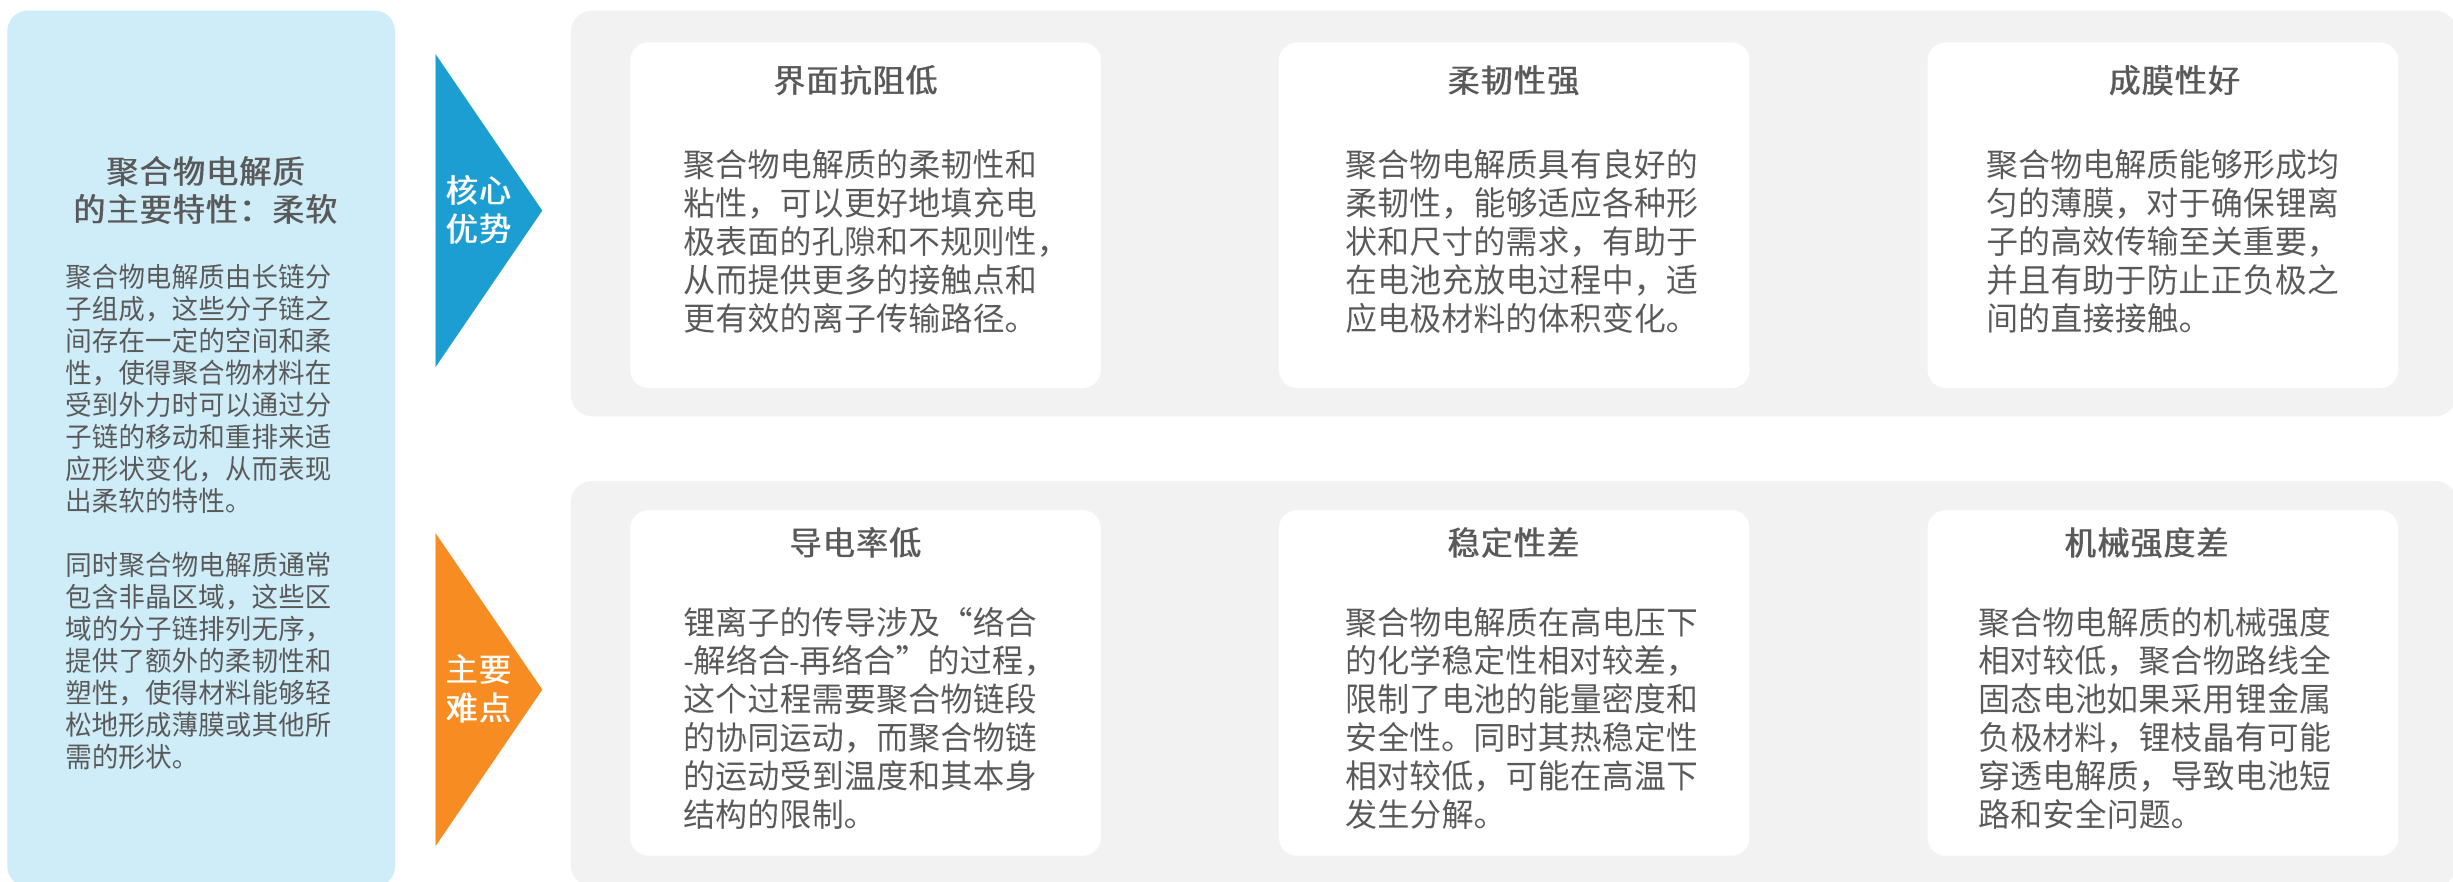 聚合物电解质
的主要特性：柔软
聚合物电解质由长链分
子组成，这些分子链之
间存在一定的空间和柔
性，使得聚合物材料在
受到外力时可以通过分
子链的移动和重排来适
应形状变化，从而表现
出柔软的特性。
同时聚合物电解质通常
包含非晶区域，这些区
域的分子链排列无序，
提供了额外的柔韧性和
塑性，使得材料能够轻
松地形成薄膜或其他所
需的形状。
核心
优势
界面抗阻低
聚合物电解质的柔韧性和
粘性，可以更好地填充电
极表面的孔隙和不规则性，
从而提供更多的接触点和
更有效的离子传输路径。
柔韧性强
聚合物电解质具有良好的
柔韧性，能够适应各种形
状和尺寸的需求，有助于
在电池充放电过程中，适
应电极材料的体积变化。
成膜性好
聚合物电解质能够形成均
匀的薄膜，对于确保锂离
子的高效传输至关重要，
并且有助于防止正负极之
间的直接接触。
主要
难点
导电率低
锂离子的传导涉及“络合
-解络合-再络合”的过程，
这个过程需要聚合物链段
的协同运动，而聚合物链
的运动受到温度和其本身
结构的限制。
稳定性差
聚合物电解质在高电压下
的化学稳定性相对较差，
限制了电池的能量密度和
安全性。同时其热稳定性
相对较低，可能在高温下
发生分解。
机械强度差
聚合物电解质的机械强度
相对较低，聚合物路线全
固态电池如果采用锂金属
负极材料，锂枝晶有可能
穿透电解质，导致电池短
路和安全问题。